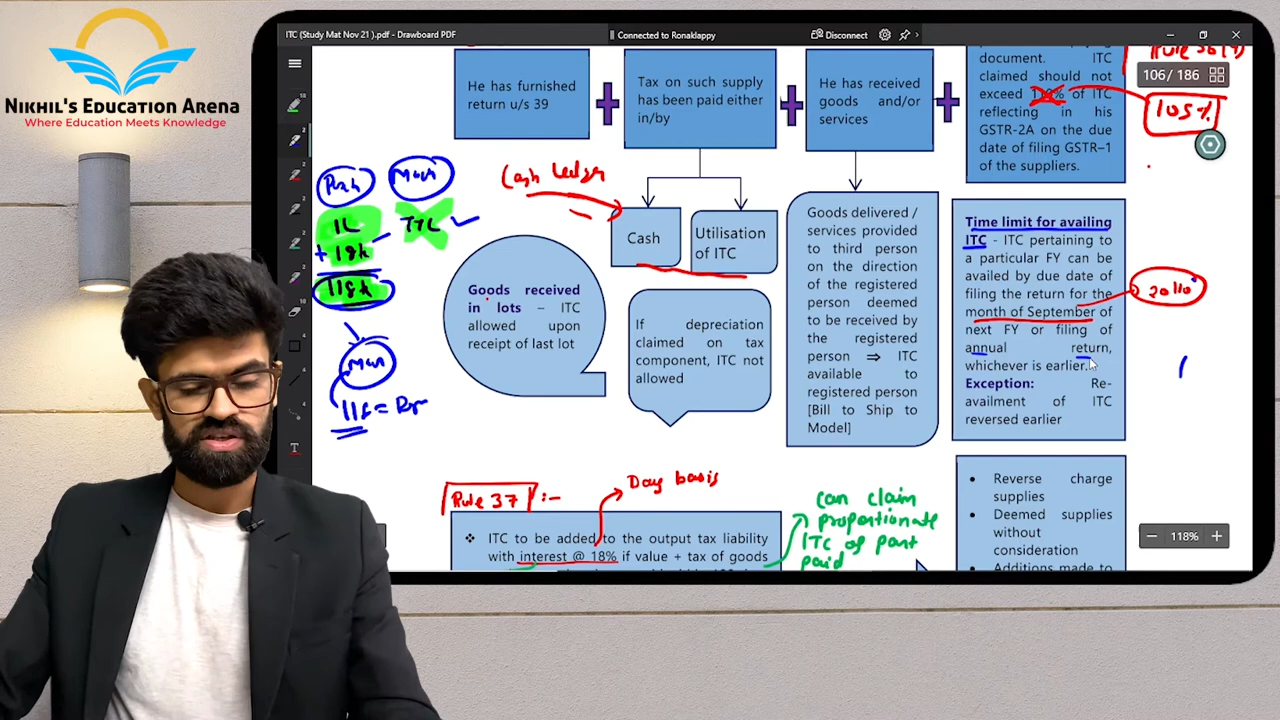 NIKHIL'S EDUCATION ARENA
Where Education Meets Knowledge
ITC (Study Mat Nov 21 ).pdf - Drawboard PDF
Connected to Ronaklappy
Disconnect
106/186
He has furnished
return u/s 39
Tax on such supply
has been paid either
in/by
He has received
goods and/or
services
document. ITC
claimed should not
exceed of ITC
reflecting in his
GSTR-2A on the due
date of filing GSTR–1
of the suppliers.
105%
Cash ledger
Cash
Utilisation
of ITC
1L
+ 18k
118k
ITC
Goods received
in lots – ITC
allowed upon
receipt of last lot
If depreciation
claimed on tax
component, ITC not
allowed
Goods delivered /
services provided
to third person
on the direction
of the registered
person deemed
to be received by
the registered
person ⇒ ITC
available to
registered person
[Bill to Ship to
Model]
Time limit for availing
ITC - ITC pertaining to
a particular FY can be
availed by due date of
filing the return for the
month of September of
next FY or filing of
annual return,
whichever is earlier.
Exception: Re-
availment of ITC
reversed earlier
20/10
Rule 37 :-
Day basis
ITC to be added to the output tax liability
with interest @ 18% if value + tax of goods
can claim
proportionate
ITC of part
paid
Reverse charge
supplies
Deemed supplies
without
consideration
Additions made to
118%
T